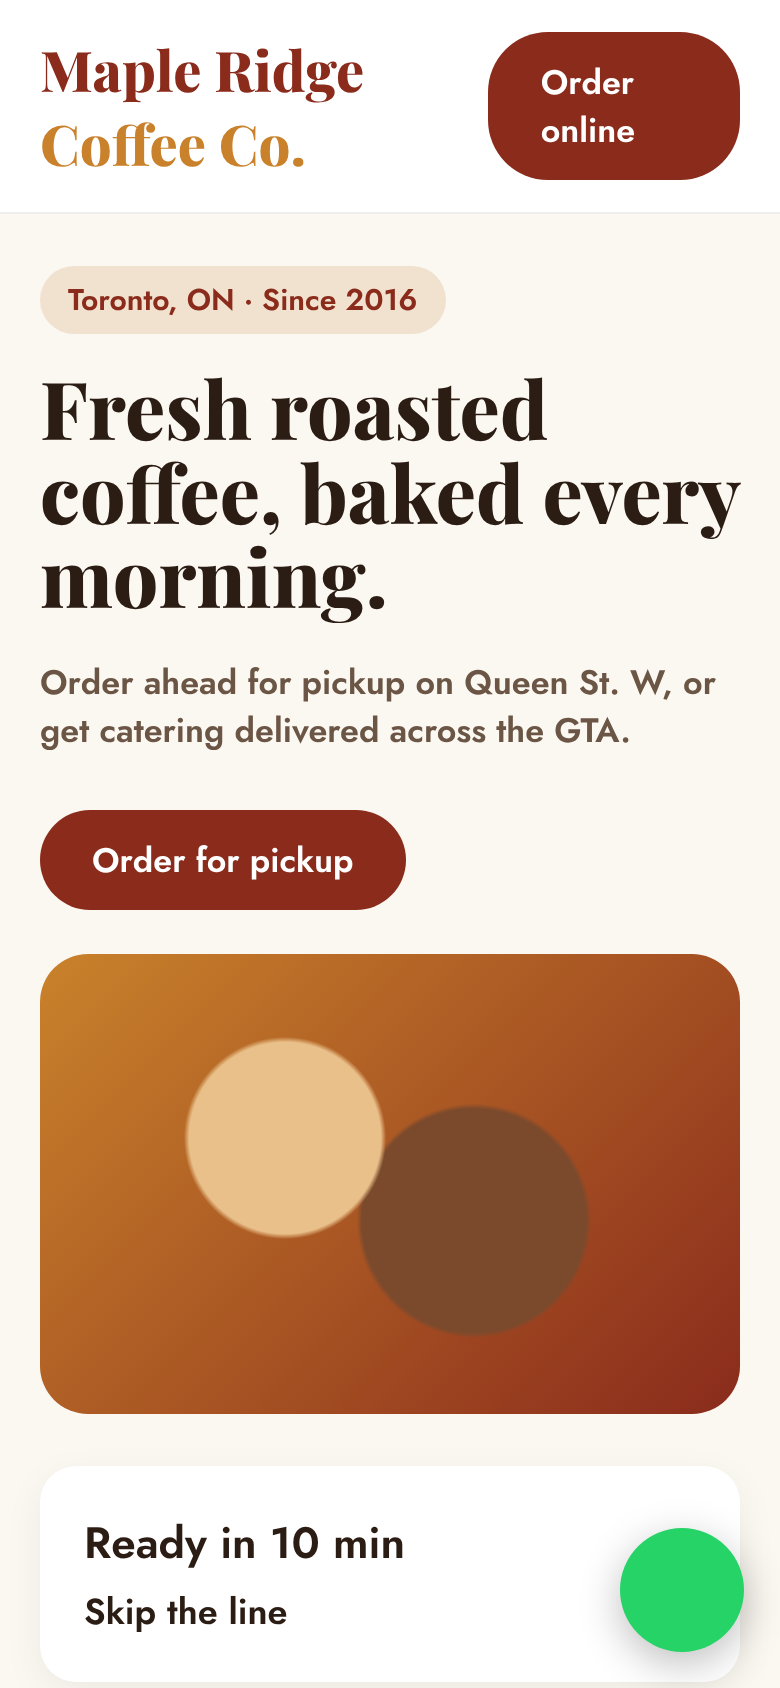 Maple Ridge
Coffee Co.
Order
online
Toronto, ON · Since 2016
Fresh roasted
coffee, baked every
morning.
Order ahead for pickup on Queen St. W, or
get catering delivered across the GTA.
Order for pickup
Ready in 10 min
Skip the line